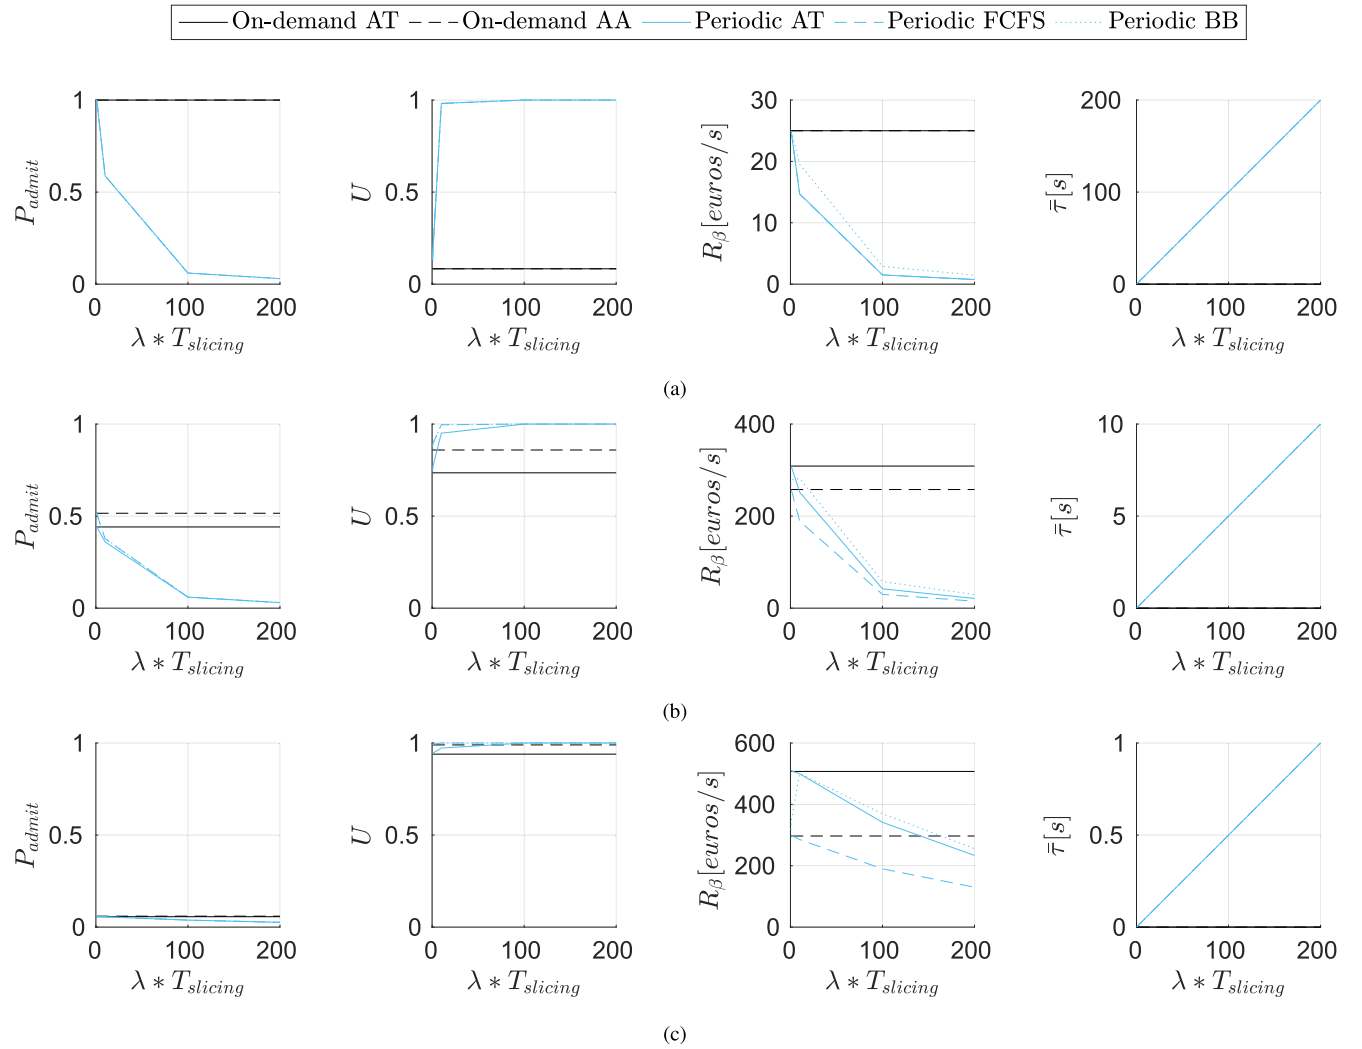 On-demand AT On-demand AA Periodic AT Periodic FCFS Periodic BB
1
0.5
0
P_admit
0 100 200
λ ∗ T_slicing
1
0.5
0
U
0 100 200
λ ∗ T_slicing
30
20
10
0
R_β[euros/s]
0 100 200
λ ∗ T_slicing
200
100
0
τ̄[s]
0 100 200
λ ∗ T_slicing
(a)
1
0.5
0
P_admit
0 100 200
λ ∗ T_slicing
1
0.5
0
U
0 100 200
λ ∗ T_slicing
400
200
0
R_β[euros/s]
0 100 200
λ ∗ T_slicing
10
5
0
τ̄[s]
0 100 200
λ ∗ T_slicing
(b)
1
0.5
0
P_admit
0 100 200
λ ∗ T_slicing
1
0.5
0
U
0 100 200
λ ∗ T_slicing
600
400
200
0
R_β[euros/s]
0 100 200
λ ∗ T_slicing
1
0.5
0
τ̄[s]
0 100 200
λ ∗ T_slicing
(c)